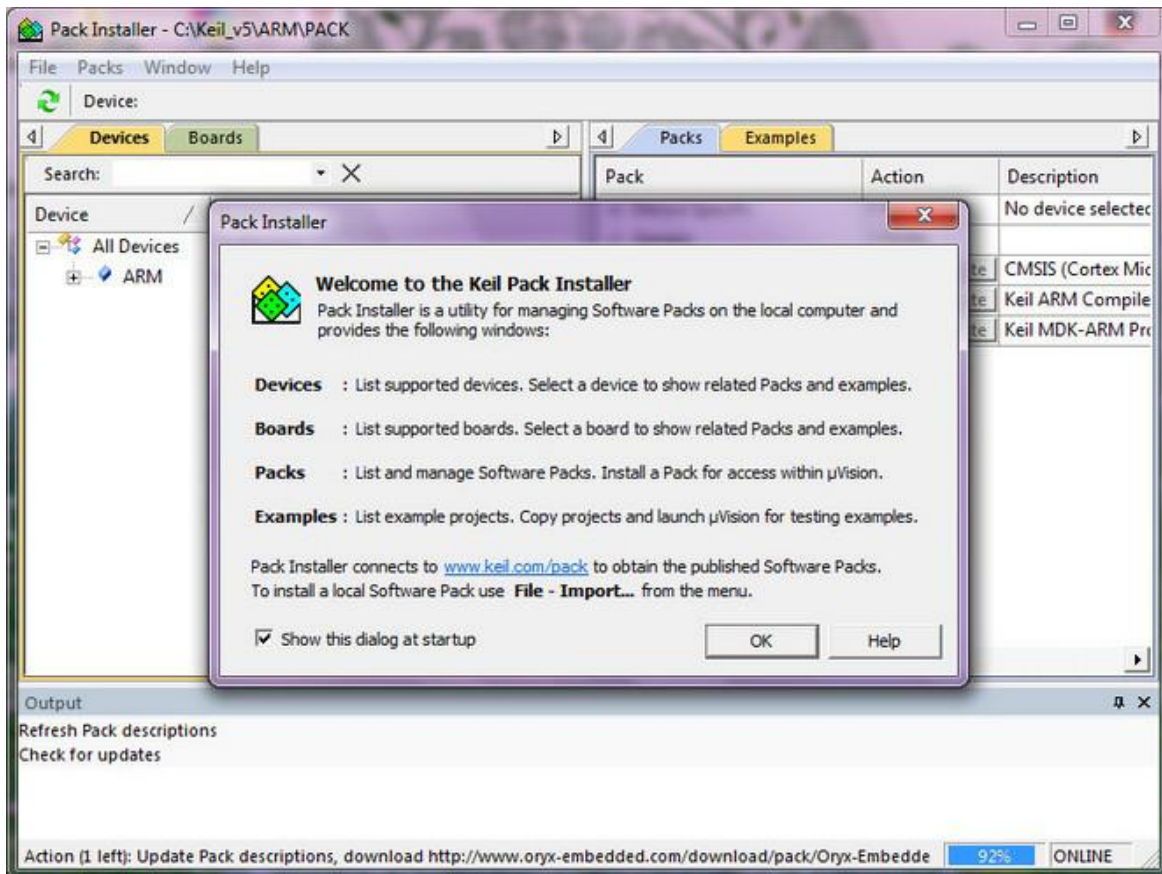 Pack Installer - C:\Keil_v5\ARM\PACK
File Packs Window Help
Device:
Devices Boards
Packs Examples
Search:
Pack Action Description
Device
No device selected
All Devices
ARM
CMSIS (Cortex Mic
Keil ARM Compile
Keil MDK-ARM Pro
Pack Installer
Welcome to the Keil Pack Installer
Pack Installer is a utility for managing Software Packs on the local computer and
provides the following windows:
Devices : List supported devices. Select a device to show related Packs and examples.
Boards : List supported boards. Select a board to show related Packs and examples.
Packs : List and manage Software Packs. Install a Pack for access within µVision.
Examples : List example projects. Copy projects and launch µVision for testing examples.
Pack Installer connects to www.keil.com/pack to obtain the published Software Packs.
To install a local Software Pack use File - Import... from the menu.
Show this dialog at startup
OK Help
Output
Refresh Pack descriptions
Check for updates
Action (1 left): Update Pack descriptions, download http://www.oryx-embedded.com/download/pack/Oryx-Embedde 92% ONLINE